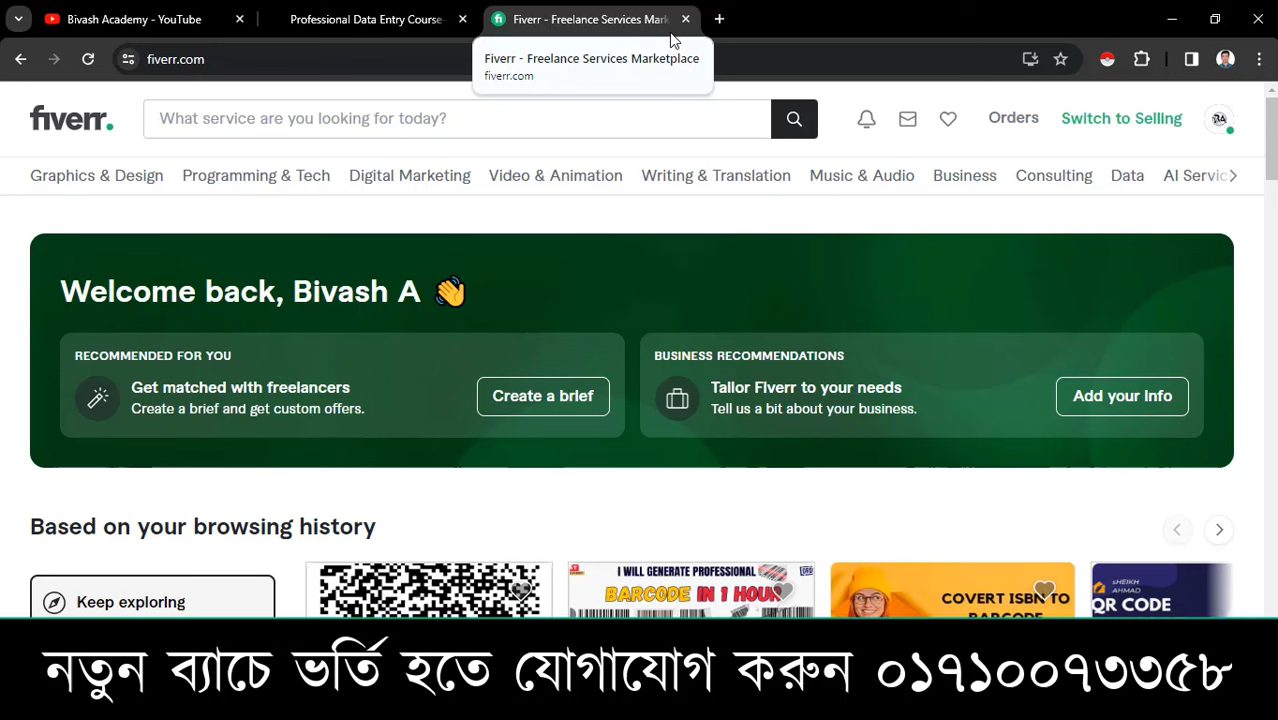 Bivash Academy - YouTube
Professional Data Entry Course-
Fiverr - Freelance Services Mark
fiverr.com
Fiverr - Freelance Services Marketplace
fiverr.com
fiverr.
What service are you looking for today?
Orders
Switch to Selling
Graphics & Design
Programming & Tech
Digital Marketing
Video & Animation
Writing & Translation
Music & Audio
Business
Consulting
Data
AI Servic
Welcome back, Bivash A
RECOMMENDED FOR YOU
Get matched with freelancers
Create a brief and get custom offers.
Create a brief
BUSINESS RECOMMENDATIONS
Tailor Fiverr to your needs
Tell us a bit about your business.
Add your info
Based on your browsing history
Keep exploring
I WILL GENERATE PROFESSIONAL
BARCODE IN 1 HOUR
COVERT ISBN TO
SHEIKH
AHMAD
QR CODE
নতুন ব্যাচে ভর্তি হতে যোগাযোগ করুন ০১৭১০০৭৩৩৫৮